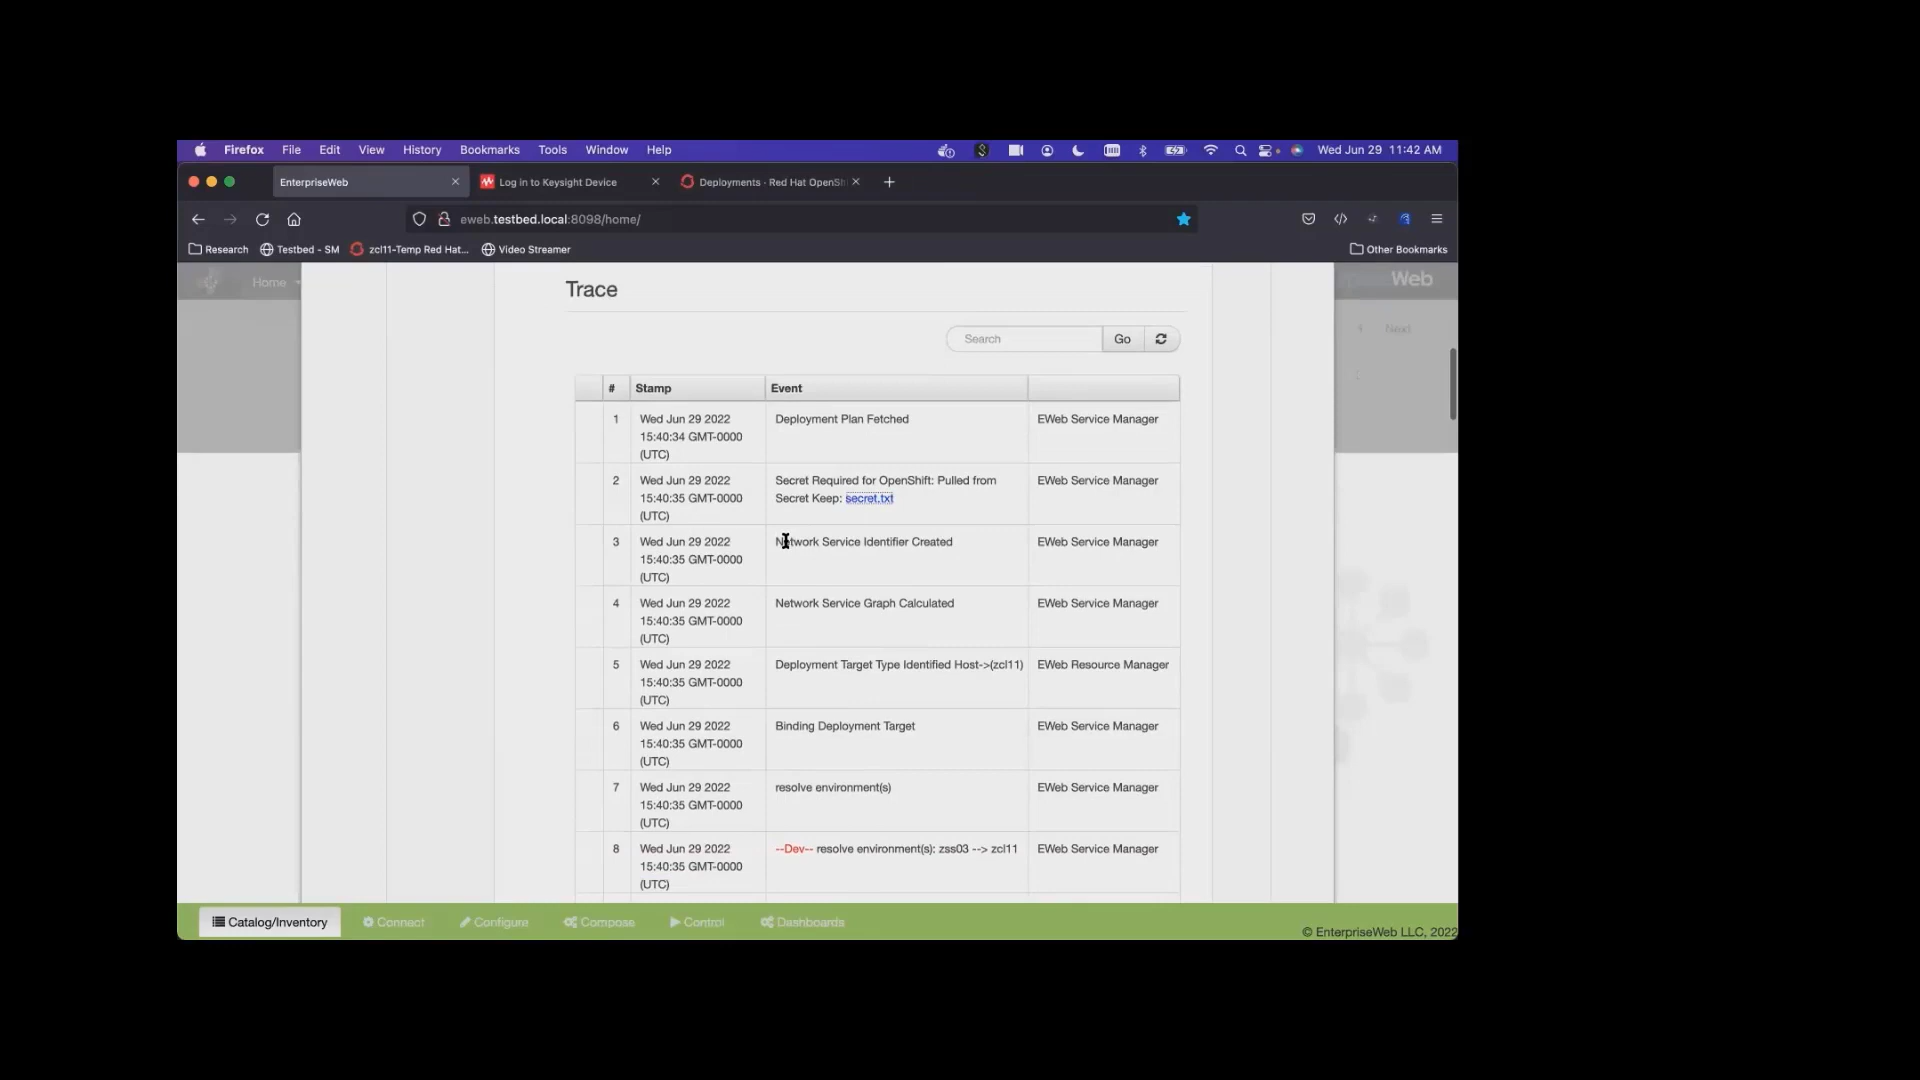 Firefox File Edit View History Bookmarks Tools Window Help Wed Jun 29 11:42 AM
EnterpriseWeb Log in to Keysight Device Deployments · Red Hat OpenShi
eweb.testbed.local:8098/home/
Research Testbed - SM zcl11-Temp Red Hat... Video Streamer Other Bookmarks
Home Web
Trace
Next
Search Go
# Stamp Event
1 Wed Jun 29 2022 Deployment Plan Fetched EWeb Service Manager
15:40:34 GMT-0000
(UTC)
2 Wed Jun 29 2022 Secret Required for OpenShift: Pulled from EWeb Service Manager
15:40:35 GMT-0000 Secret Keep: secret.txt
(UTC)
3 Wed Jun 29 2022 Network Service Identifier Created EWeb Service Manager
15:40:35 GMT-0000
(UTC)
4 Wed Jun 29 2022 Network Service Graph Calculated EWeb Service Manager
15:40:35 GMT-0000
(UTC)
5 Wed Jun 29 2022 Deployment Target Type Identified Host->(zcl11) EWeb Resource Manager
15:40:35 GMT-0000
(UTC)
6 Wed Jun 29 2022 Binding Deployment Target EWeb Service Manager
15:40:35 GMT-0000
(UTC)
7 Wed Jun 29 2022 resolve environment(s) EWeb Service Manager
15:40:35 GMT-0000
(UTC)
8 Wed Jun 29 2022 --Dev-- resolve environment(s): zss03 --> zcl11 EWeb Service Manager
15:40:35 GMT-0000
(UTC)
Catalog/Inventory Connect Configure Compose Control Dashboards
© EnterpriseWeb LLC, 2022